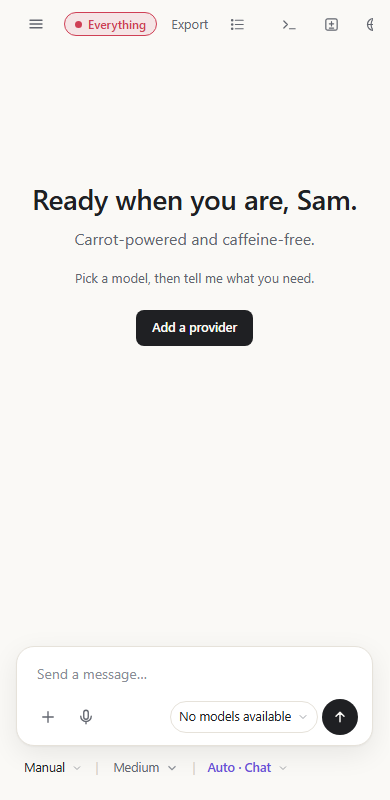 Everything Export
Ready when you are, Sam.
Carrot-powered and caffeine-free.
Pick a model, then tell me what you need.
Add a provider
Send a message...
No models available
Manual Medium Auto · Chat